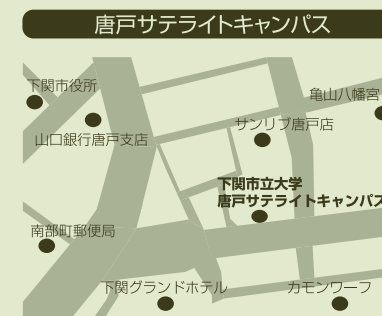 唐戸サテライトキャンパス
下関市役所
亀山八幡宮
山口銀行唐戸支店
サンリブ唐戸店
下関市立大学
唐戸サテライトキャンパス
南部町郵便局
下関グランドホテル
カモンワーフ